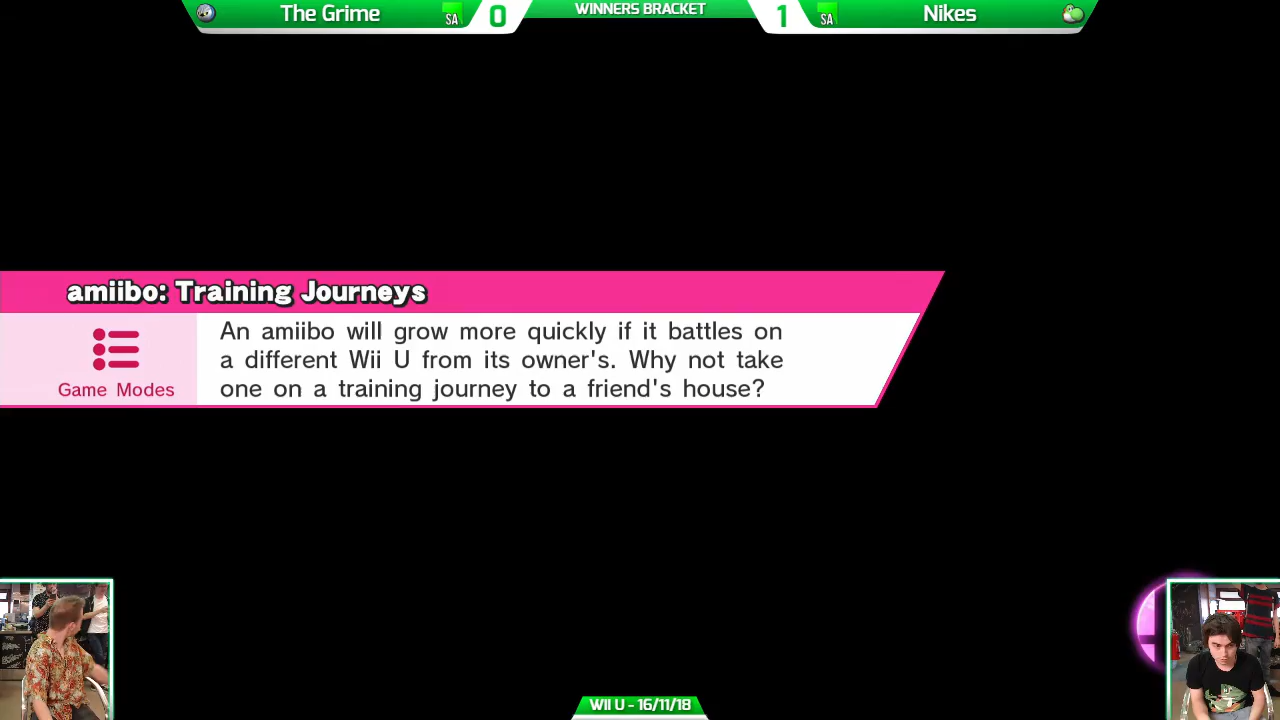 The Grime SA 0 WINNERS BRACKET 1 SA Nikes
amiibo: Training Journeys
An amiibo will grow more quickly if it battles on
a different Wii U from its owner's. Why not take
one on a training journey to a friend's house?
Game Modes
WII U - 16/11/18